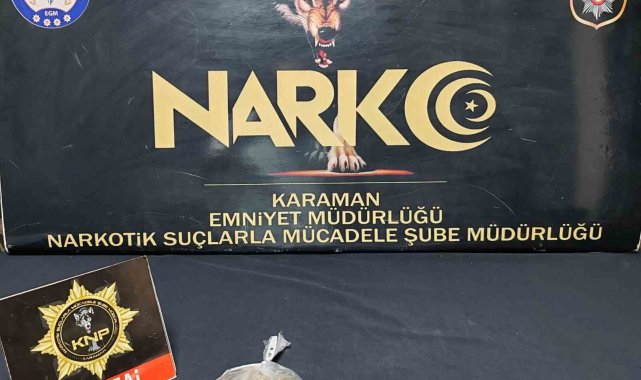 EGM
NARKO
KARAMAN
EMNİYET MÜDÜRLÜĞÜ
NARKOTİK SUÇLARLA MÜCADELE ŞUBE MÜDÜRLÜĞÜ
KNP